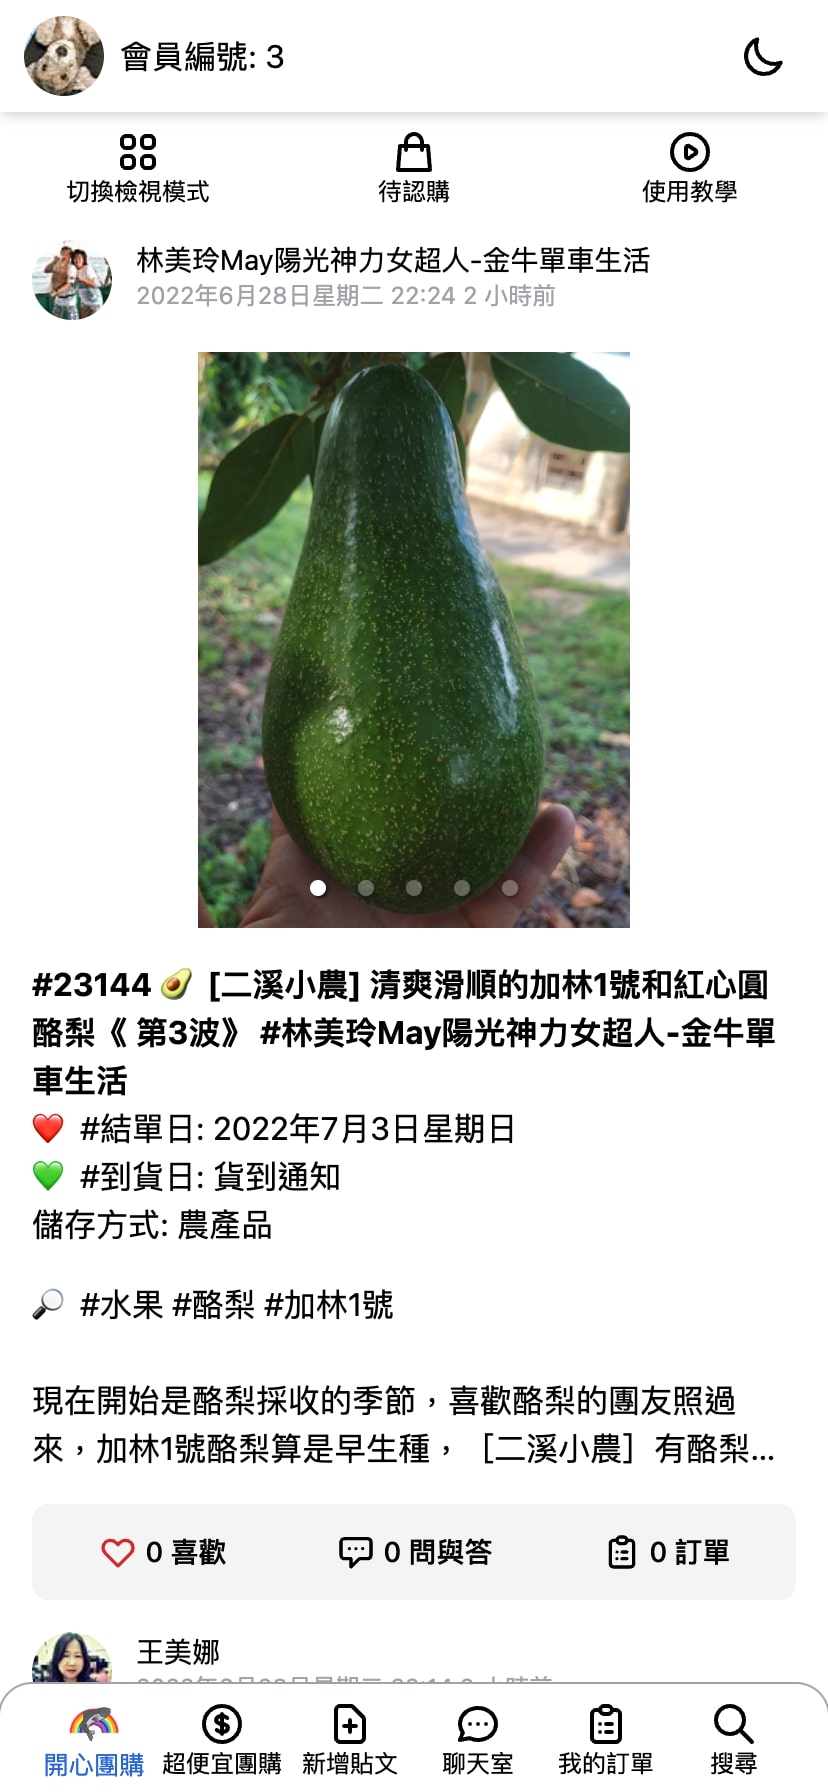 會員編號: 3
切換檢視模式
待認購
使用教學
林美玲May陽光神力女超人-金牛單車生活
2022年6月28日星期二 22:24 2 小時前
#23144 🥑 [二溪小農] 清爽滑順的加林1號和紅心圓
酪梨《 第3波》 #林美玲May陽光神力女超人-金牛單
車生活
❤️ #結單日: 2022年7月3日星期日
💚 #到貨日: 貨到通知
儲存方式: 農產品
🔎 #水果 #酪梨 #加林1號
現在開始是酪梨採收的季節，喜歡酪梨的團友照過
來，加林1號酪梨算是早生種，［二溪小農］有酪梨...
0 喜歡
0 問與答
0 訂單
王美娜
開心團購
超便宜團購
新增貼文
聊天室
我的訂單
搜尋